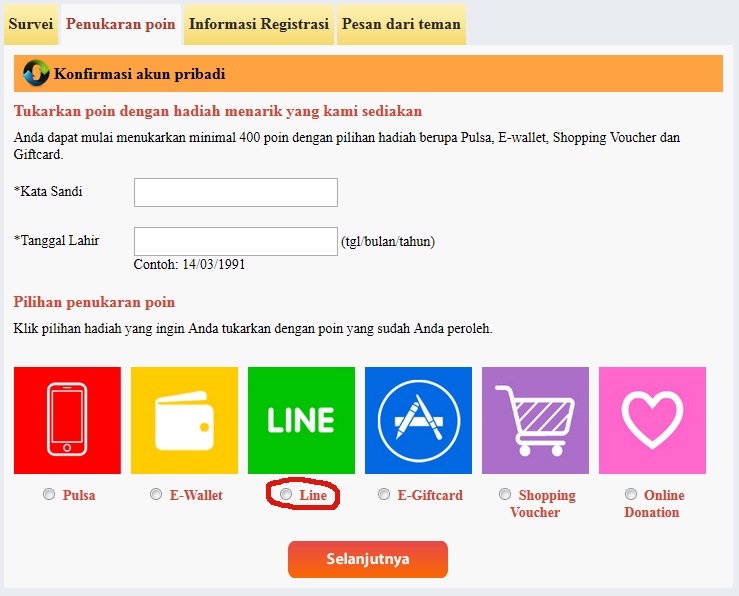 Survei
Penukaran poin
Informasi Registrasi
Pesan dari teman
Konfirmasi akun pribadi
Tukarkan poin dengan hadiah menarik yang kami sediakan
Anda dapat mulai menukarkan minimal 400 poin dengan pilihan hadiah berupa Pulsa, E-wallet, Shopping Voucher dan
Giftcard.
*Kata Sandi
*Tanggal Lahir
(tgl/bulan/tahun)
Contoh: 14/03/1991
Pilihan penukaran poin
Klik pilihan hadiah yang ingin Anda tukarkan dengan poin yang sudah Anda peroleh.
LINE
Pulsa
E-Wallet
Line
E-Giftcard
Shopping
Voucher
Online
Donation
Selanjutnya